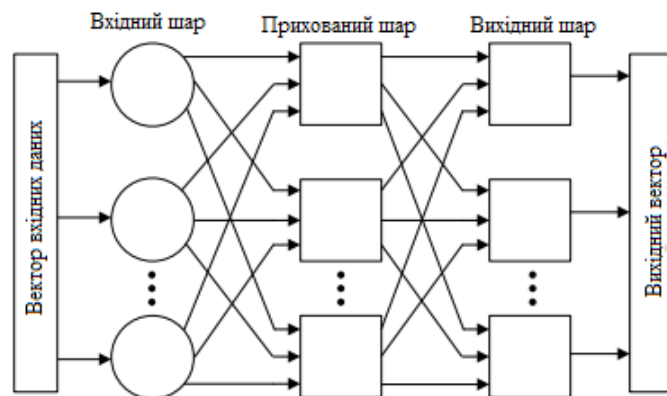 Вхідний шар
Прихований шар
Вихідний шар
Вектор вхідних даних
Вихідний вектор